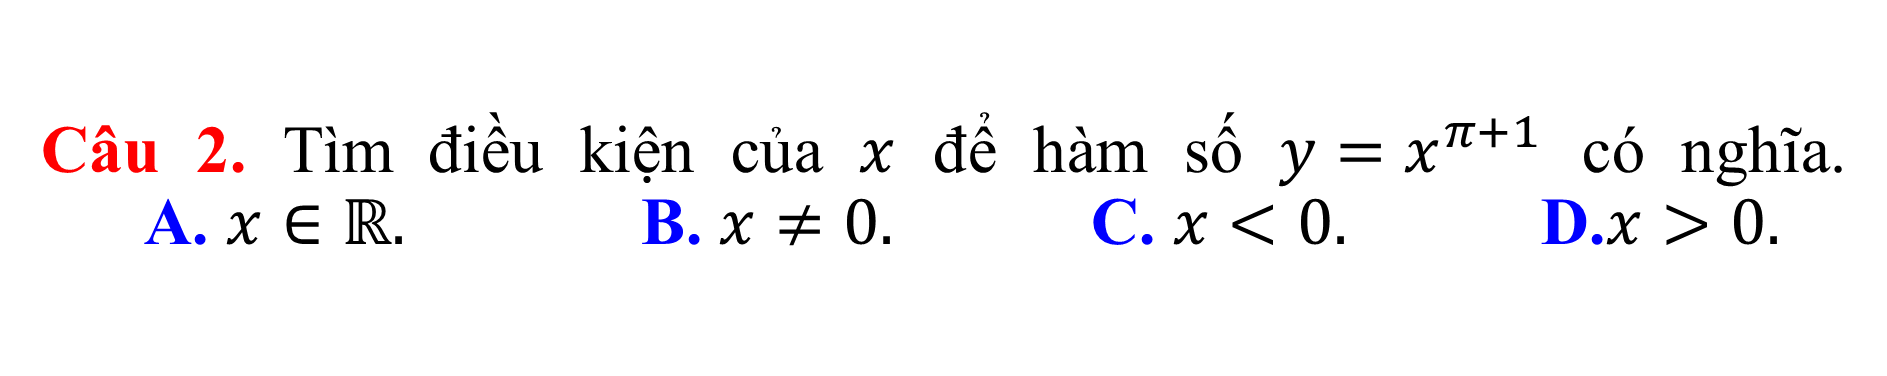 Câu 2. Tìm điều kiện của x để hàm số y = x^{π+1} có nghĩa.
A. x ∈ ℝ. B. x ≠ 0. C. x < 0. D.x > 0.